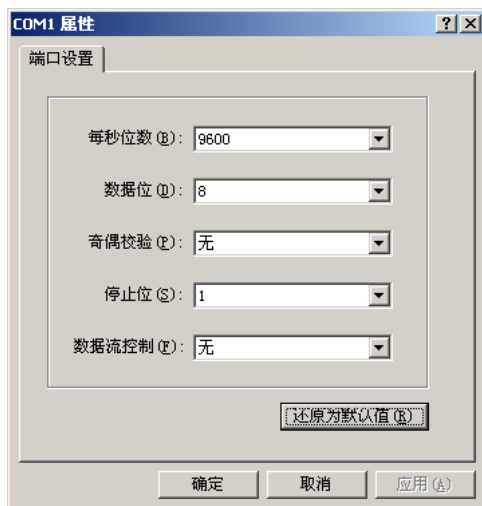 COM1 属性
端口设置
每秒位数(B): 9600
数据位(D): 8
奇偶校验(P): 无
停止位(S): 1
数据流控制(F): 无
还原为默认值(R)
确定 取消 应用(A)